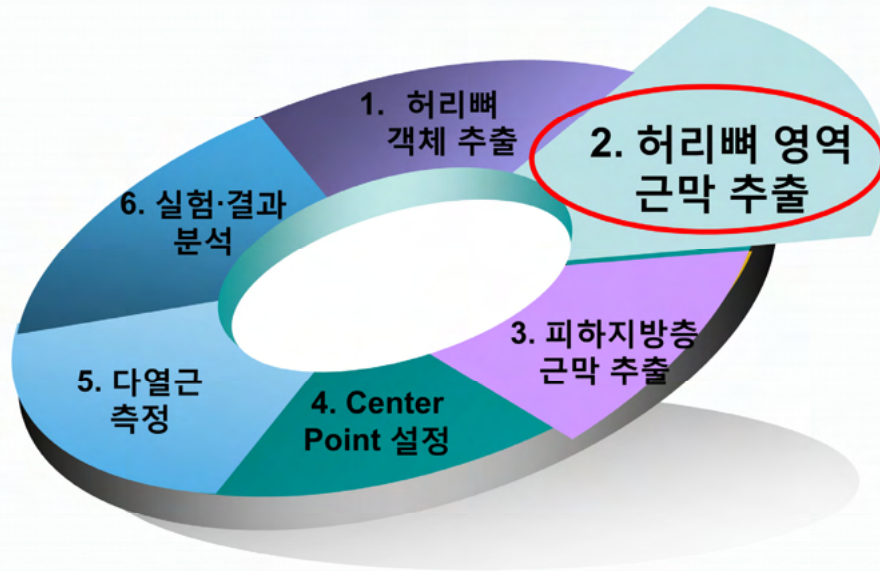 1. 허리뼈
객체 추출
2. 허리뼈 영역
근막 추출
3. 피하지방층
근막 추출
4. Center
Point 설정
5. 다열근
측정
6. 실험·결과
분석